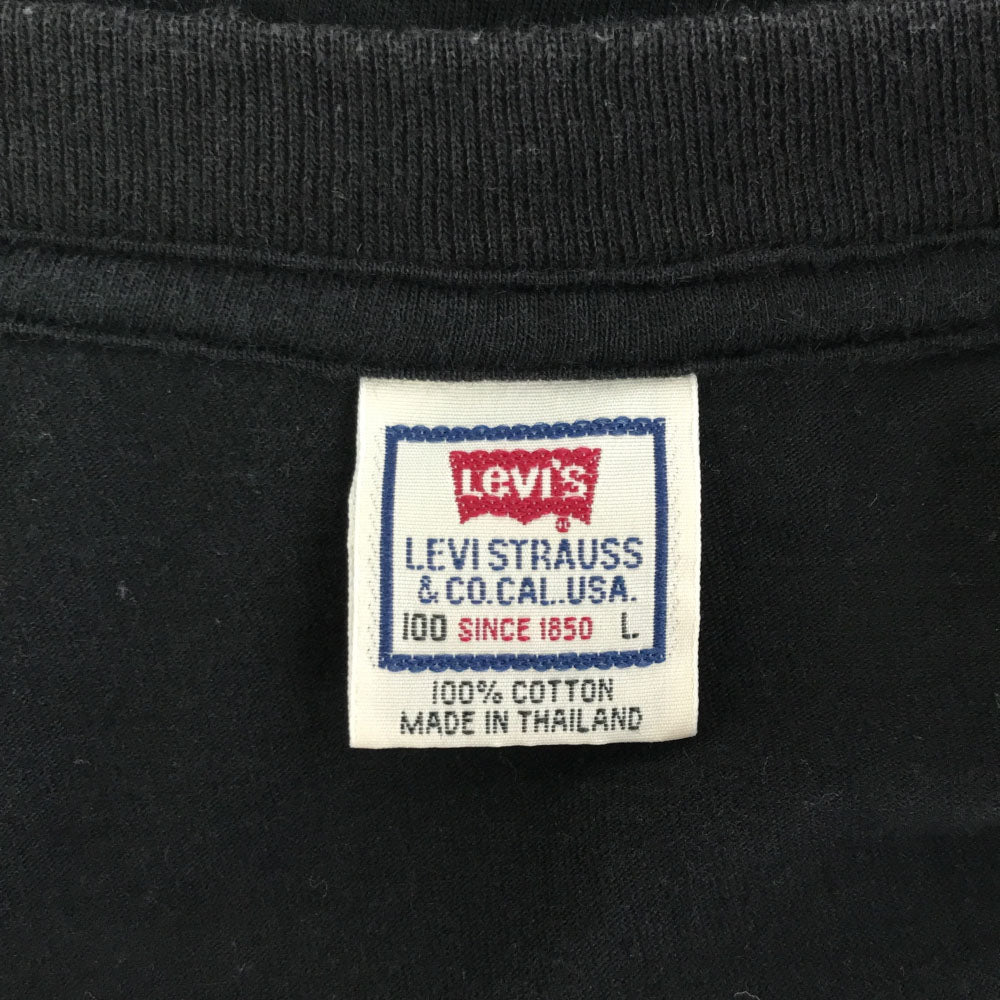 Levi's
LEVI STRAUSS
& CO. CAL..USA.
100 SINCE 1850 L.
100% COTTON
MADE IN THAILAND